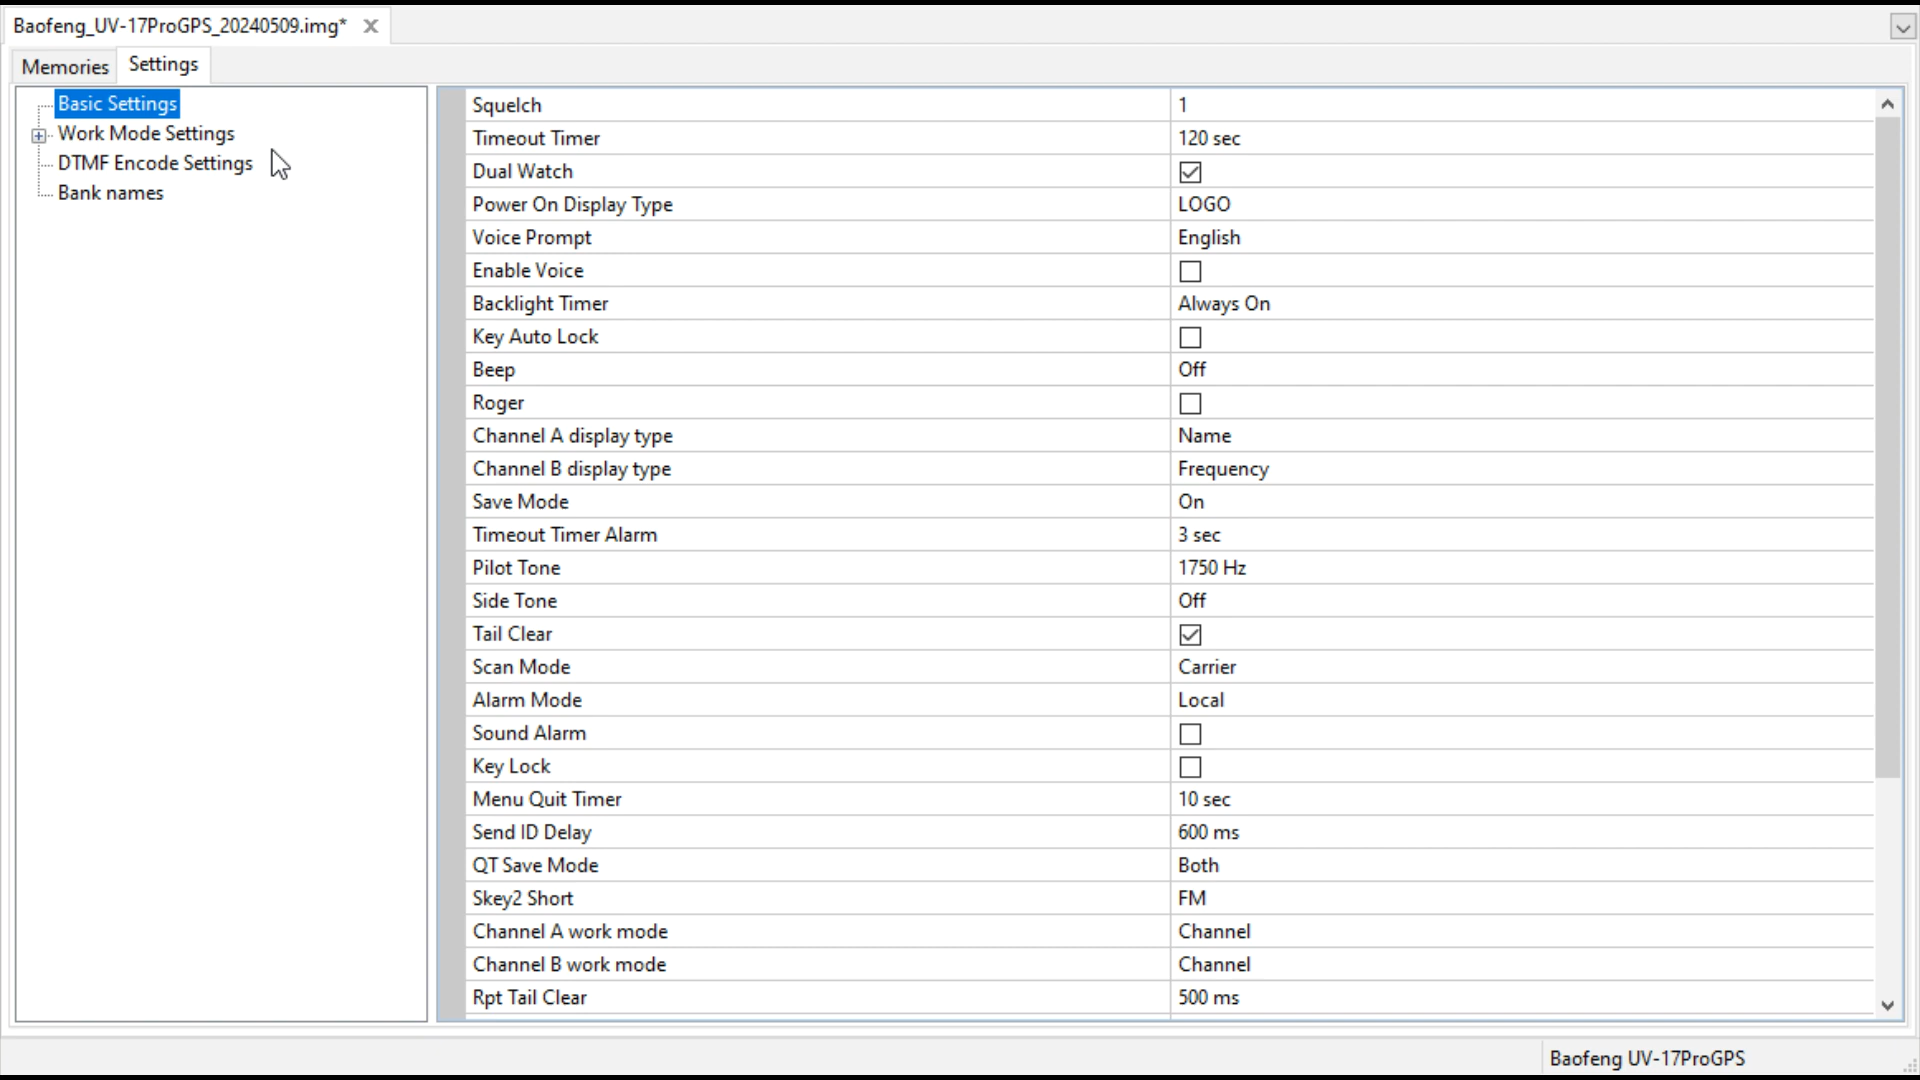 Baofeng_UV-17ProGPS_20240509.img*
Memories Settings
Basic Settings
Work Mode Settings
DTMF Encode Settings
Bank names
Squelch 1
Timeout Timer 120 sec
Dual Watch
Power On Display Type LOGO
Voice Prompt English
Enable Voice
Backlight Timer Always On
Key Auto Lock
Beep Off
Roger
Channel A display type Name
Channel B display type Frequency
Save Mode On
Timeout Timer Alarm 3 sec
Pilot Tone 1750 Hz
Side Tone Off
Tail Clear
Scan Mode Carrier
Alarm Mode Local
Sound Alarm
Key Lock
Menu Quit Timer 10 sec
Send ID Delay 600 ms
QT Save Mode Both
Skey2 Short FM
Channel A work mode Channel
Channel B work mode Channel
Rpt Tail Clear 500 ms
Baofeng UV-17ProGPS